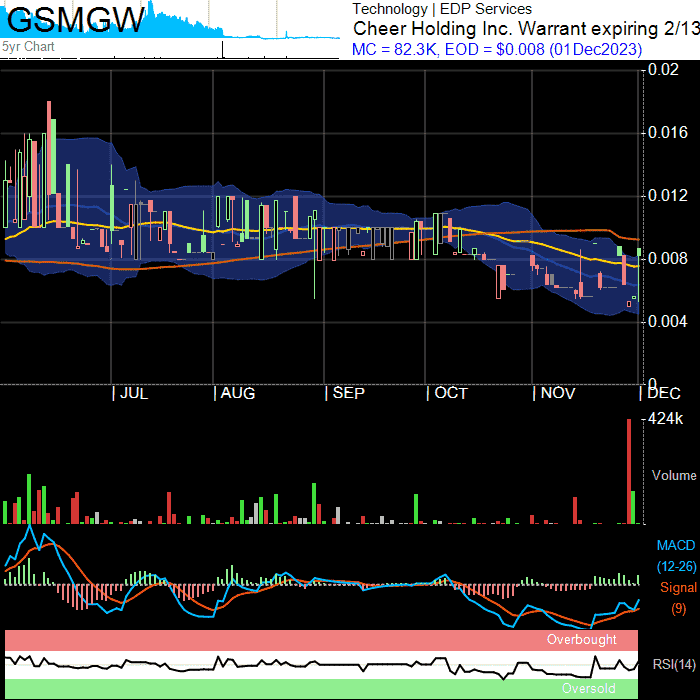 GSMGW
5yr Chart
Technology | EDP Services
Cheer Holding Inc. Warrant expiring 2/13
MC = 82.3K, EOD = $0.008 (01Dec2023)
0.02
0.016
0.012
0.008
0.004
0
JUL AUG SEP OCT NOV DEC
424k
Volume
MACD
(12-26)
Signal
(9)
Overbought
RSI(14)
Oversold